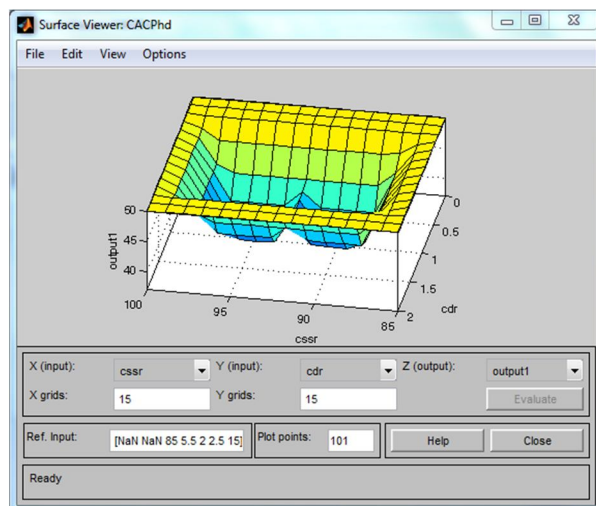 Surface Viewer: CACPhd
File Edit View Options
60
45
40
output1
100
95
90
85
cssr
0
0.5
1
1.5
2
cdr
X (input): cssr Y (input): cdr Z (output): output1
X grids: 15 Y grids: 15 Evaluate
Ref. Input: [NaN NaN 85 5.5 2 2.5 15] Plot points: 101 Help Close
Ready